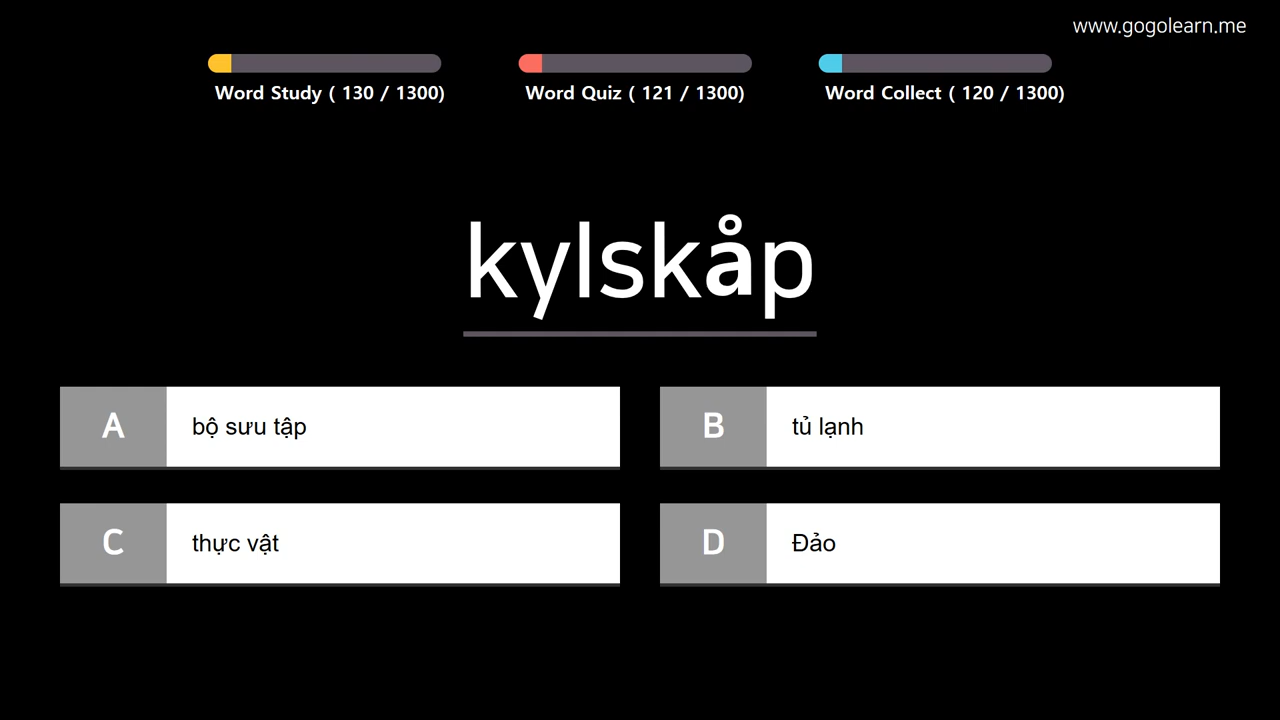 www.gogolearn.me
Word Study ( 130 / 1300)
Word Quiz ( 121 / 1300)
Word Collect ( 120 / 1300)
kylskåp
A
bộ sưu tập
B
tủ lạnh
C
thực vật
D
Đảo